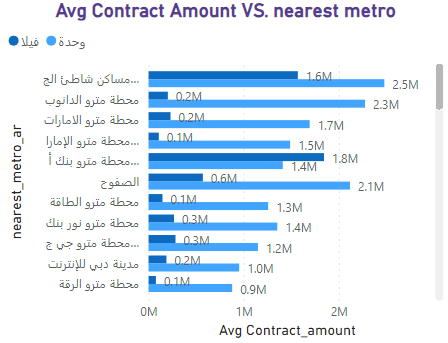 Avg Contract Amount VS. nearest metro
فيلا وحدة
nearest_metro_ar
مساكن شاطئ الج...
1.6M
2.5M
محطة مترو الدانوب
0.2M
2.3M
محطة مترو الامارات
0.2M
1.7M
محطة مترو الإمارا...
0.1M
1.5M
محطة مترو بنك أ...
1.8M
1.4M
الصفوح
0.6M
2.1M
محطة مترو الطاقة
0.1M
1.3M
محطة مترو نور بنك
0.3M
1.4M
محطة مترو جي ج...
0.3M
1.2M
مدينة دبي للإنترنت
0.2M
1.0M
محطة مترو الرقة
0.1M
0.9M
0M 1M 2M
Avg Contract_amount